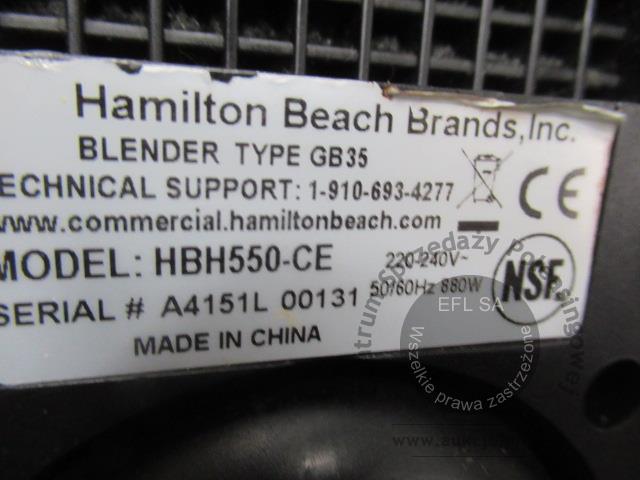 Hamilton Beach Brands, Inc.
BLENDER TYPE GB35
TECHNICAL SUPPORT: 1-910-693-4277
www.commercial.hamiltonbeach.com
MODEL: HBH550-CE
220-240V~
50/60Hz 880W
SERIAL # A4151L 00131
MADE IN CHINA
CE
NSF®
EFL SA
Wszelkie prawa zastrzeżone